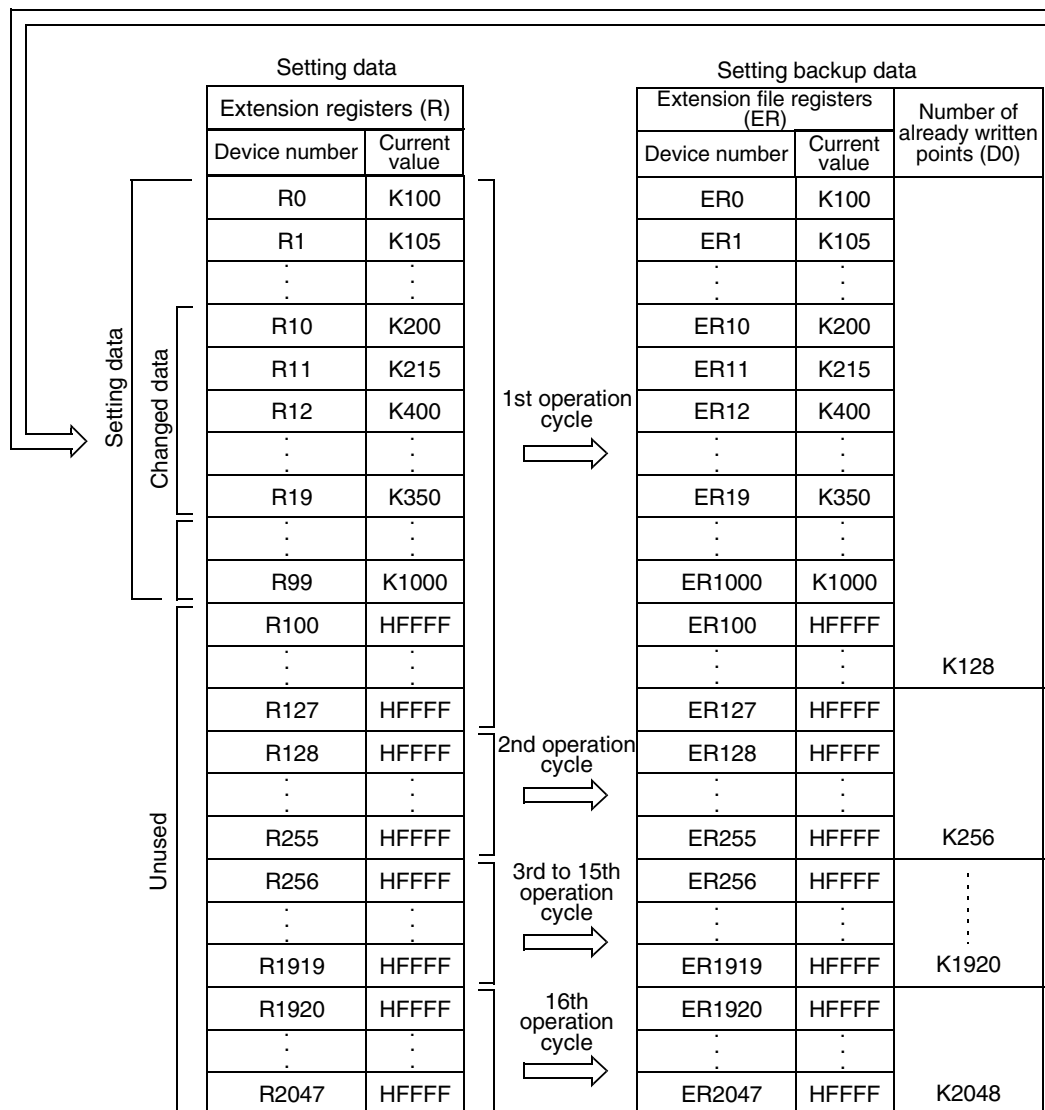 Setting data
Extension registers (R)
Device number
Current
value
R0 K100
R1 K105
R10 K200
R11 K215
R12 K400
R19 K350
R99 K1000
R100 HFFFF
R127 HFFFF
R128 HFFFF
R255 HFFFF
R256 HFFFF
R1919 HFFFF
R1920 HFFFF
R2047 HFFFF
Setting data
Changed data
Unused
1st operation
cycle
2nd operation
cycle
3rd to 15th
operation
cycle
16th
operation
cycle
Setting backup data
Extension file registers
(ER)
Device number
Current
value
Number of
already written
points (D0)
ER0 K100
ER1 K105
ER10 K200
ER11 K215
ER12 K400
ER19 K350
ER1000 K1000
ER100 HFFFF
K128
ER127 HFFFF
ER128 HFFFF
ER255 HFFFF K256
ER256 HFFFF
ER1919 HFFFF K1920
ER1920 HFFFF
ER2047 HFFFF K2048